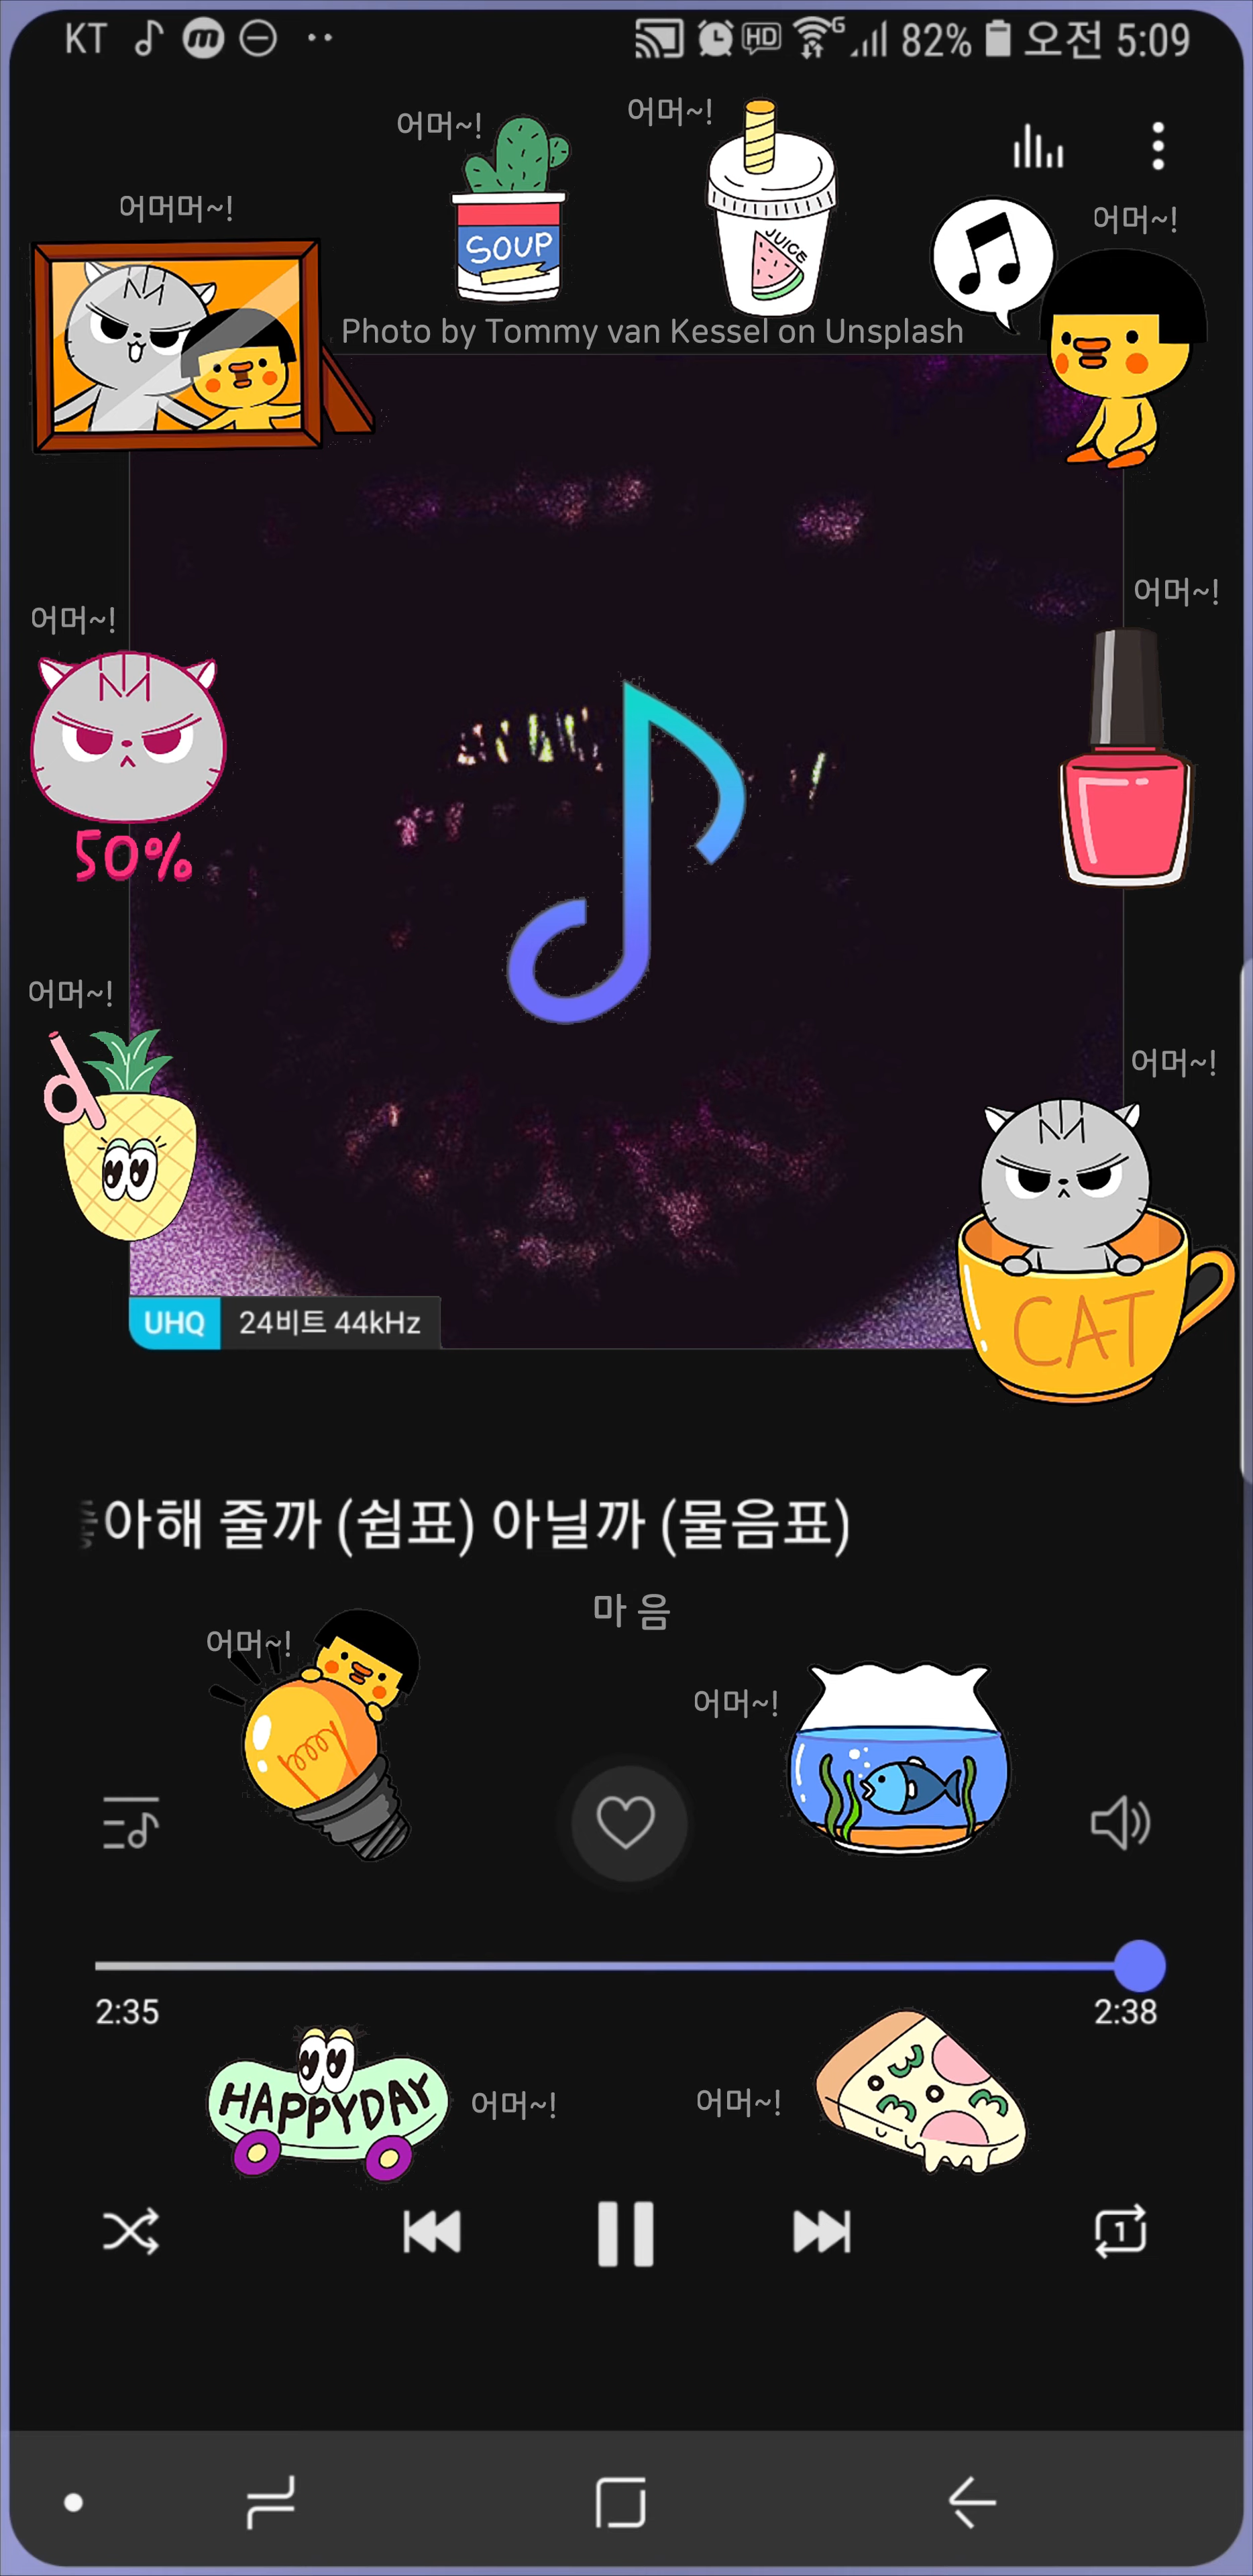 KT
82% 오전 5:09
어머~!
어머~!
어머머~!
어머~!
SOUP
JUICE
Photo by Tommy van Kessel on Unsplash
어머~!
어머~!
50%
어머~!
어머~!
CAT
UHQ 24비트 44kHz
아해 줄까 (쉼표) 아닐까 (물음표)
마 음
어머~!
어머~!
2:35
2:38
HAPPYDAY
어머~!
어머~!
1